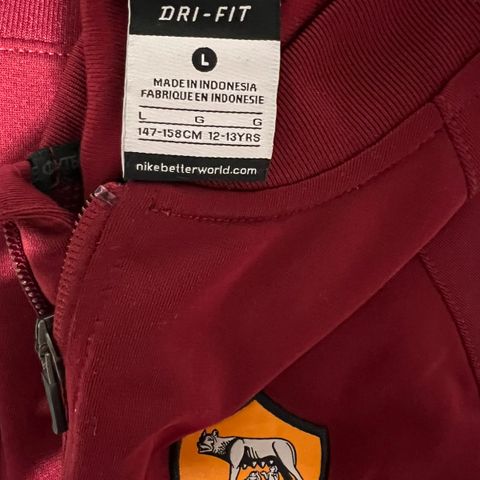 DRI-FIT
L
MADE IN INDONESIA
FABRIQUE EN INDONESIE
L G G
147-158CM 12-13YRS
nikebetterworld.com